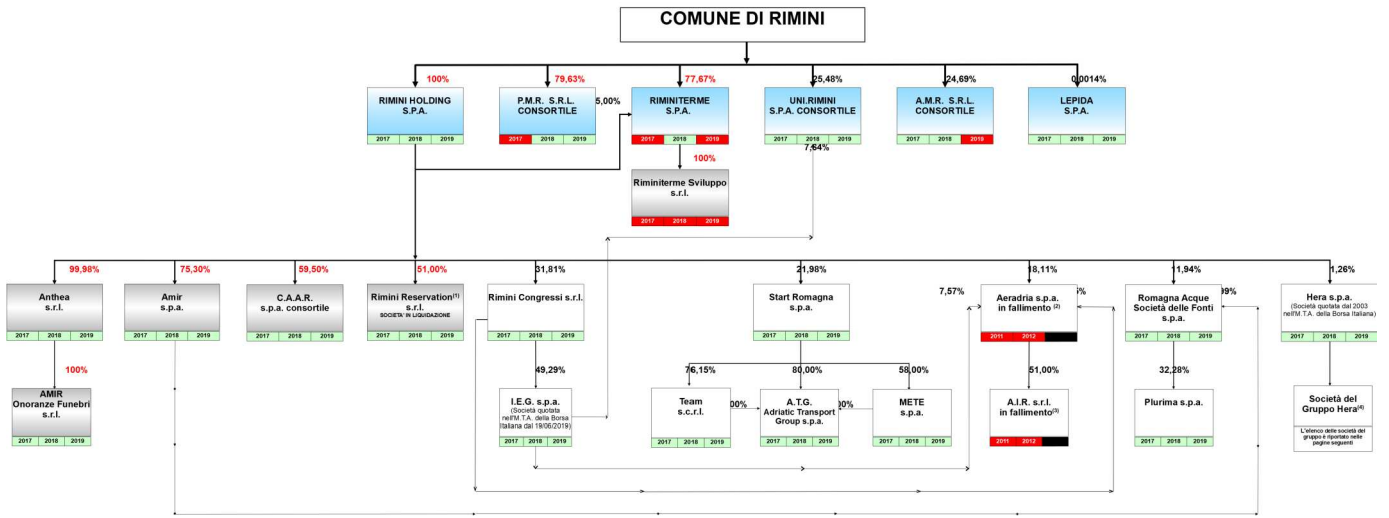 COMUNE DI RIMINI
100%
79,63%
77,67%
25,48%
24,69%
0,0014%
RIMINI HOLDING
S.P.A.
2017 2018 2019
P.M.R. S.R.L.
CONSORTILE
2017 2018 2019
5,00%
RIMINITERME
S.P.A.
2017 2018 2019
UNI.RIMINI
S.P.A. CONSORTILE
2017 2018 2019
7,64%
A.M.R. S.R.L.
CONSORTILE
2017 2018 2019
LEPIDA
S.P.A.
2017 2018 2019
100%
Riminiterme Sviluppo
s.r.l.
2017 2018 2019
99,98%
75,30%
59,50%
51,00%
31,81%
21,98%
18,11%
11,94%
1,26%
Anthea
s.r.l.
2017 2018 2019
Amir
s.p.a.
2017 2018 2019
C.A.A.R.
s.p.a. consortile
2017 2018 2019
Rimini Reservation(1)
s.r.l.
SOCIETA' IN LIQUIDAZIONE
2017 2018 2019
Rimini Congressi s.r.l.
2017 2018 2019
Start Romagna
s.p.a.
2017 2018 2019
7,57%
Aeradria s.p.a.
in fallimento (2)
2011 2012
Romagna Acque
Società delle Fonti
s.p.a.
2017 2018 2019
Hera s.p.a.
(Società quotata dal 2003
nell'M.T.A. della Borsa Italiana)
2017 2018 2019
100%
49,29%
76,15%
80,00%
58,00%
51,00%
32,28%
AMIR
Onoranze Funebri
s.r.l.
2017 2018 2019
I.E.G. s.p.a.
(Società quotata
nell'M.T.A. della Borsa
Italiana dal 19/06/2019)
2017 2018 2019
Team
s.c.r.l.
2017 2018 2019
A.T.G.
Adriatic Transport
Group s.p.a.
2017 2018 2019
METE
s.p.a.
2017 2018 2019
A.I.R. s.r.l.
in fallimento(3)
2011 2012
Plurima s.p.a.
2017 2018 2019
Società del
Gruppo Hera(4)
L'elenco delle società del
gruppo è riportato nelle
pagine seguenti